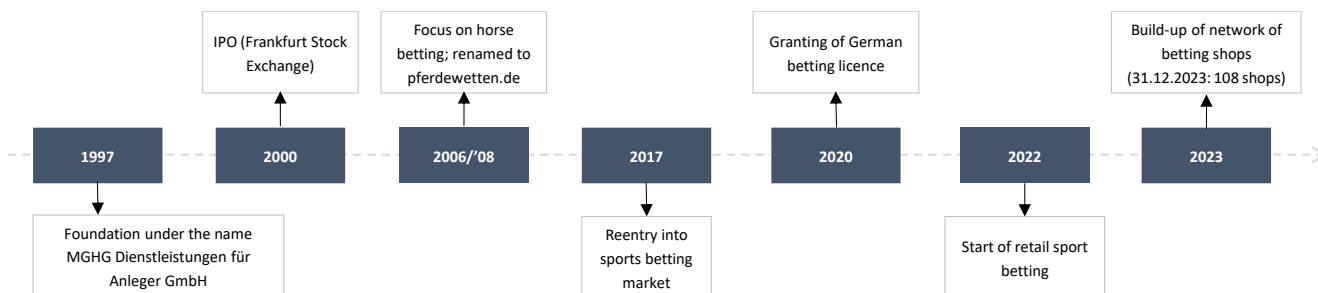 IPO (Frankfurt Stock
Exchange)
Focus on horse
betting; renamed to
pferdewetten.de
Granting of German
betting licence
Build-up of network of
betting shops
(31.12.2023: 108 shops)
1997
2000
2006/'08
2017
2020
2022
2023
Foundation under the name
MGHG Dienstleistungen für
Anleger GmbH
Reentry into
sports betting
market
Start of retail sport
betting